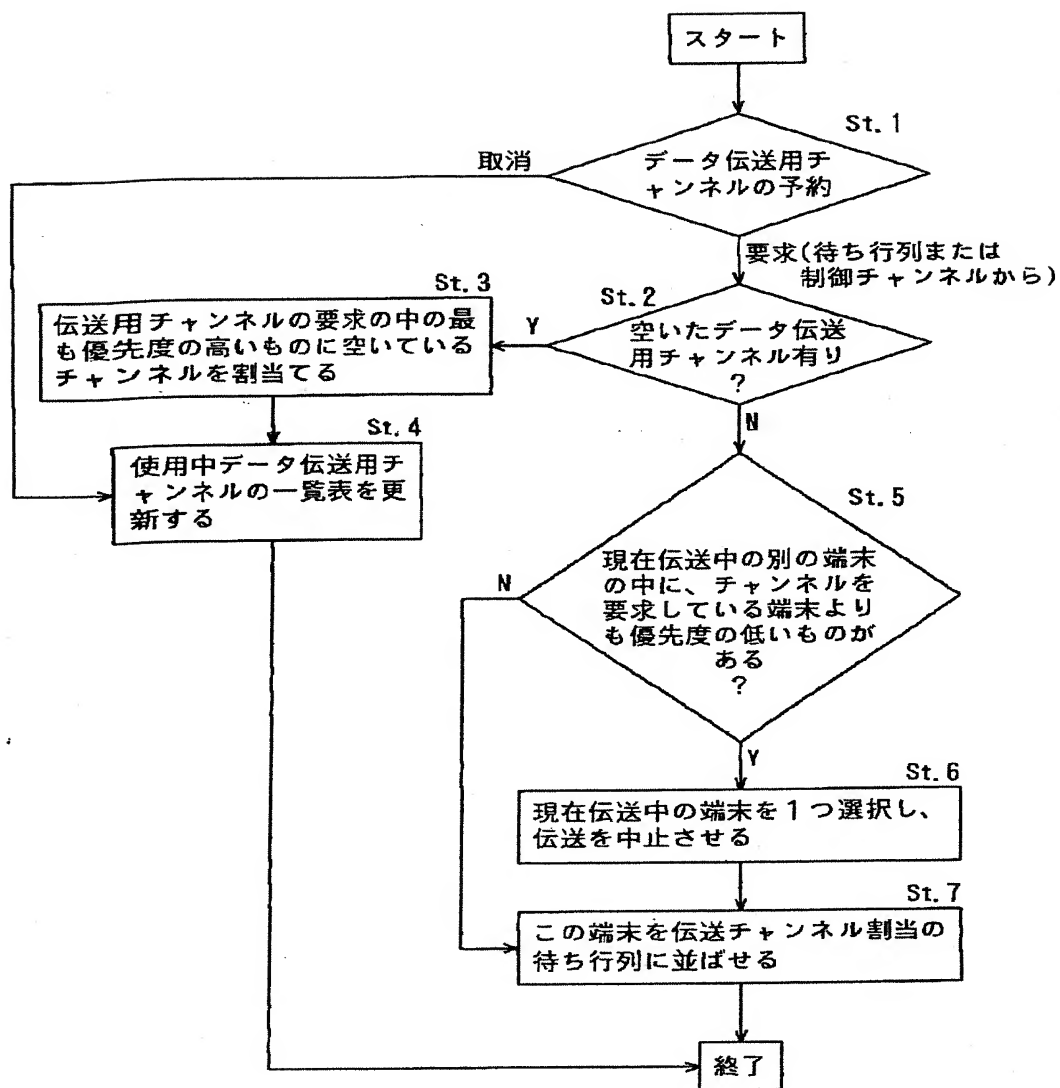 スタート
St.1
データ伝送用チ
ャンネルの予約
取消
要求(待ち行列または
制御チャンネルから)
St.2
空いたデータ伝送
用チャンネル有り
?
Y
N
St.3
伝送用チャンネルの要求の中の最
も優先度の高いものに空いている
チャンネルを割当てる
St.4
使用中データ伝送用チ
ャンネルの一覧表を更
新する
St.5
現在伝送中の別の端末
の中に、チャンネルを
要求している端末より
も優先度の低いものが
ある
?
N
Y
St.6
現在伝送中の端末を1つ選択し、
伝送を中止させる
St.7
この端末を伝送チャンネル割当の
待ち行列に並ばせる
終了